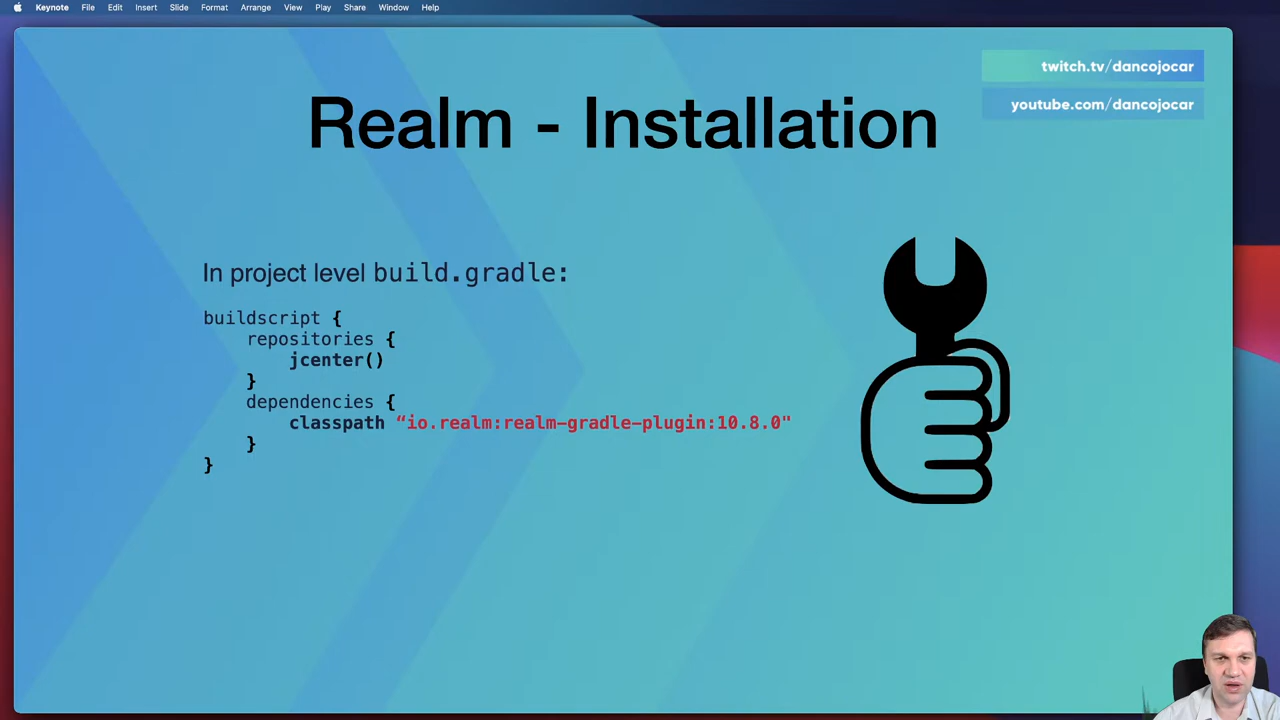 Keynote File Edit Insert Slide Format Arrange View Play Share Window Help
twitch.tv/dancojocar
youtube.com/dancojocar
Realm - Installation
In project level build.gradle:
buildscript {
    repositories {
        jcenter()
    }
    dependencies {
        classpath “io.realm:realm-gradle-plugin:10.8.0"
    }
}